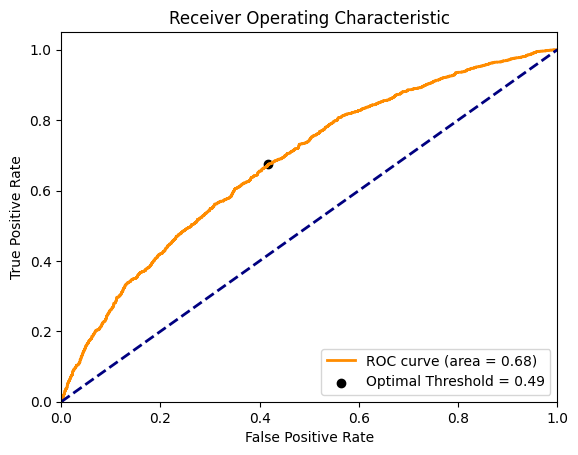 Receiver Operating Characteristic
True Positive Rate
1.0
0.8
0.6
0.4
0.2
0.0
ROC curve (area = 0.68)
Optimal Threshold = 0.49
0.0 0.2 0.4 0.6 0.8 1.0
False Positive Rate